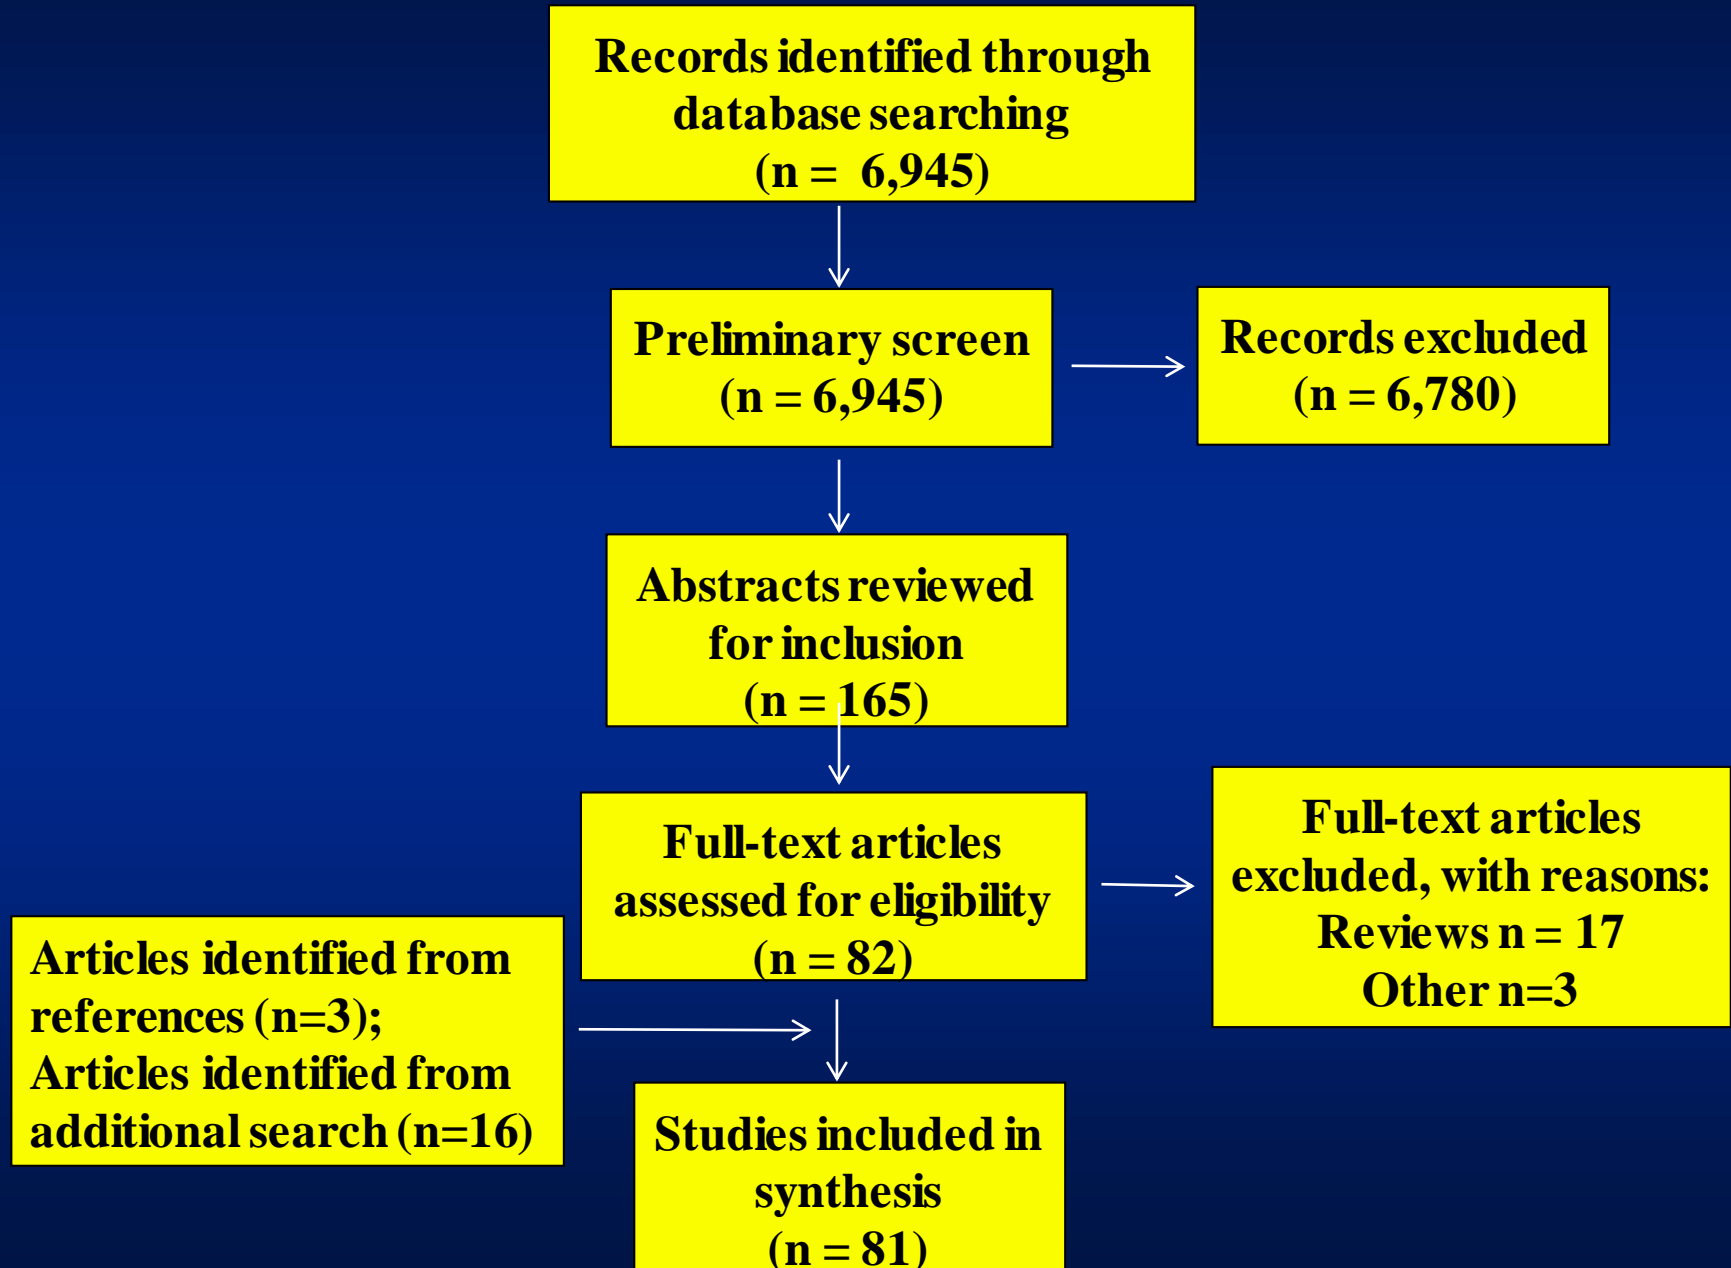 Records identified through
database searching
(n = 6,945)
Preliminary screen
(n = 6,945)
Records excluded
(n = 6,780)
Abstracts reviewed
for inclusion
(n = 165)
Full-text articles
assessed for eligibility
(n = 82)
Full-text articles
excluded, with reasons:
Reviews n = 17
Other n=3
Articles identified from
references (n=3);
Articles identified from
additional search (n=16)
Studies included in
synthesis
(n = 81)